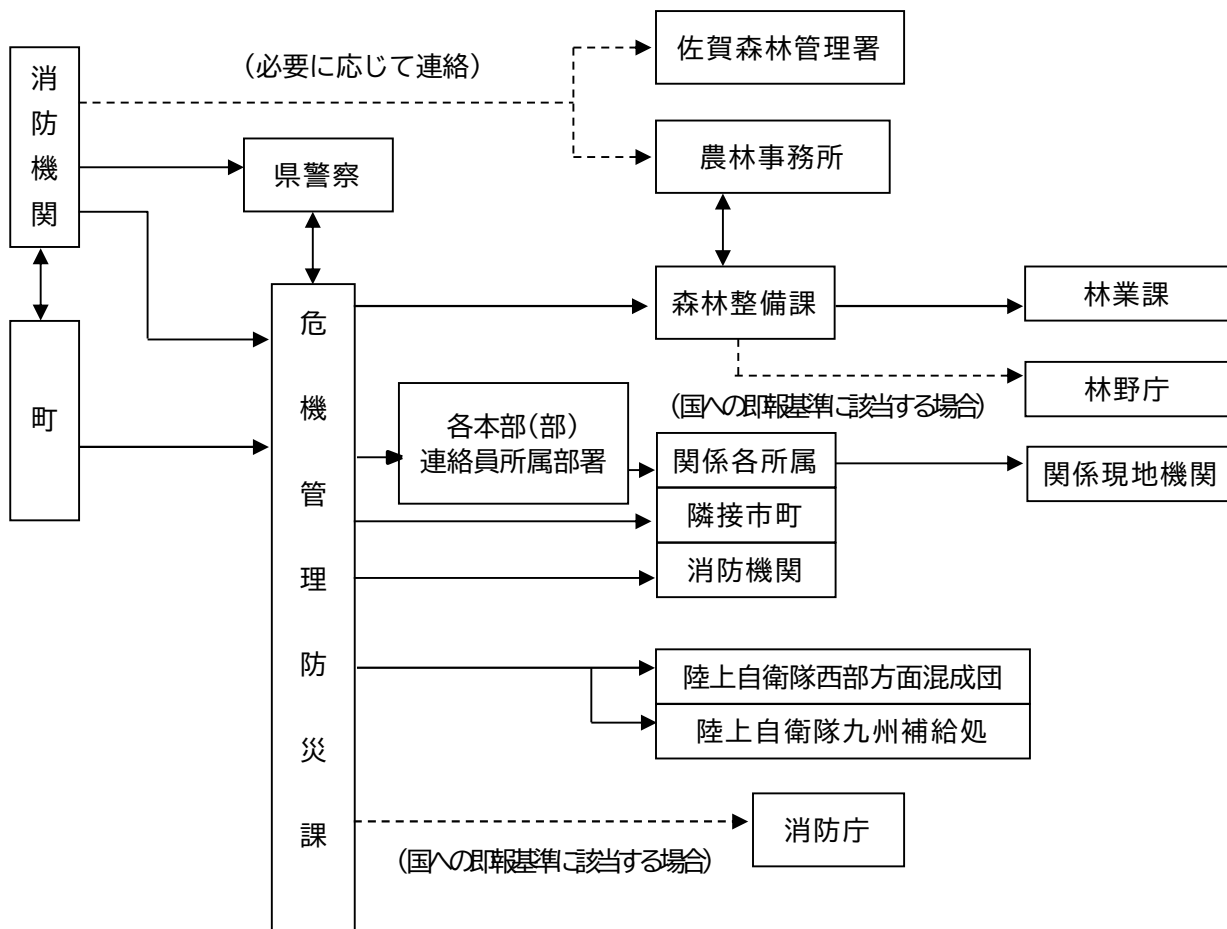 消防機関
(必要に応じて連絡)
佐賀森林管理署
農林事務所
県警察
町
危機管理防災課
森林整備課
林業課
林野庁
(国への即報基準に該当する場合)
各本部(部)
連絡員所属部署
関係各所属
関係現地機関
隣接市町
消防機関
陸上自衛隊西部方面混成団
陸上自衛隊九州補給処
消防庁
(国への即報基準に該当する場合)